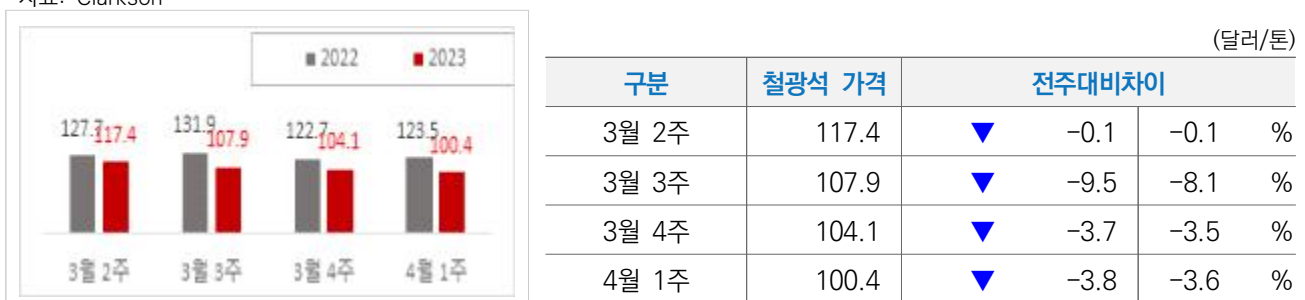 자료: Clarkson
■ 2022 ■ 2023
127.7 117.4 131.9 107.9 122.7 104.1 123.5 100.4
3월 2주 3월 3주 3월 4주 4월 1주
(달러/톤)
구분 철광석 가격 전주대비차이
3월 2주 117.4 ▼ -0.1 -0.1 %
3월 3주 107.9 ▼ -9.5 -8.1 %
3월 4주 104.1 ▼ -3.7 -3.5 %
4월 1주 100.4 ▼ -3.8 -3.6 %